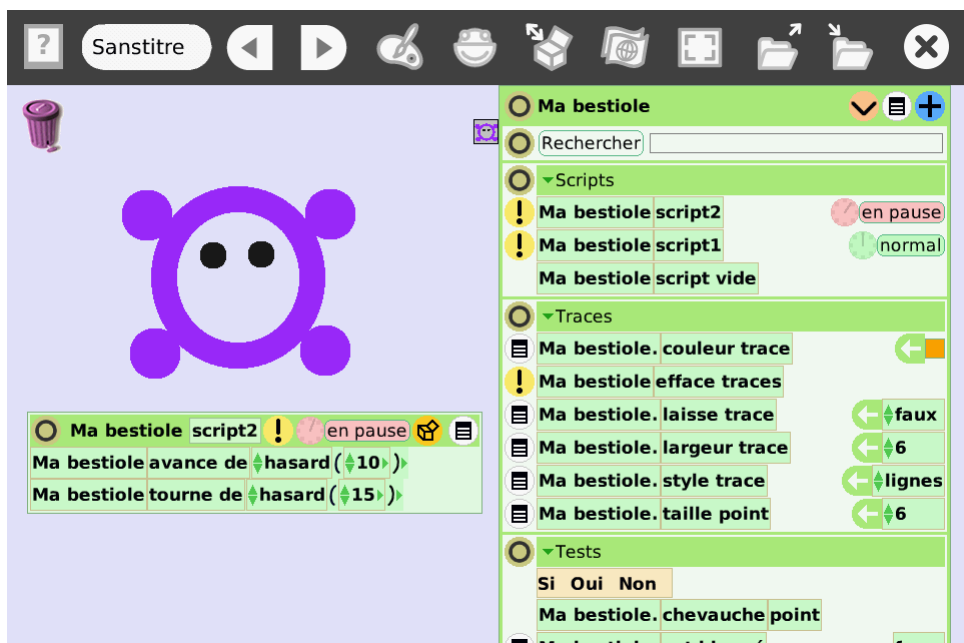 ?
Sanstitre
Ma bestiole
Rechercher
Scripts
! Ma bestiole script2 en pause
! Ma bestiole script1 normal
Ma bestiole script vide
Traces
Ma bestiole. couleur trace
! Ma bestiole efface traces
Ma bestiole. laisse trace faux
Ma bestiole. largeur trace 6
Ma bestiole. style trace lignes
Ma bestiole. taille point 6
Tests
Si Oui Non
Ma bestiole. chevauche point
Ma bestiole script2 ! en pause
Ma bestiole avance de hasard (10)
Ma bestiole tourne de hasard (15)